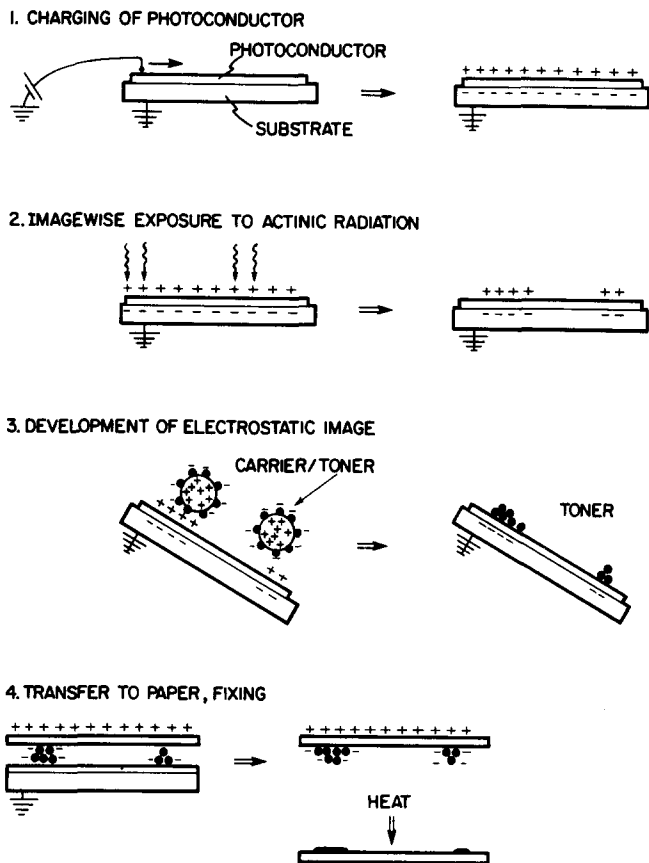 1. CHARGING OF PHOTOCONDUCTOR
PHOTOCONDUCTOR
SUBSTRATE
2. IMAGEWISE EXPOSURE TO ACTINIC RADIATION
3. DEVELOPMENT OF ELECTROSTATIC IMAGE
CARRIER/TONER
TONER
4. TRANSFER TO PAPER, FIXING
HEAT